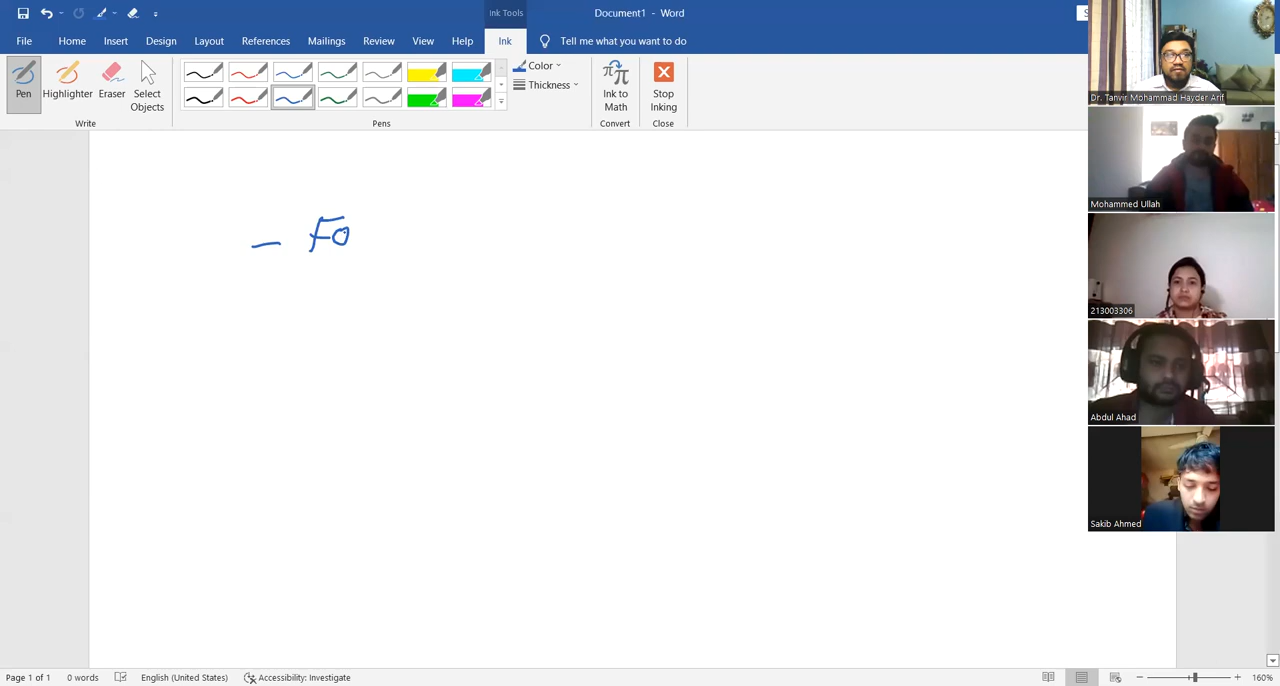 Ink Tools
Document1 - Word
S
File Home Insert Design Layout References Mailings Review View Help Ink Tell me what you want to do
Pen Highlighter Eraser Select Objects
Color
Thickness
Ink to Math
Stop Inking
Write Pens Convert Close
Dr. Tanvir Mohammad Hayder Arif
Mohammed Ullah
213003306
Abdul Ahad
Sakib Ahmed
— Fo
Page 1 of 1 0 words English (United States) Accessibility: Investigate 160%